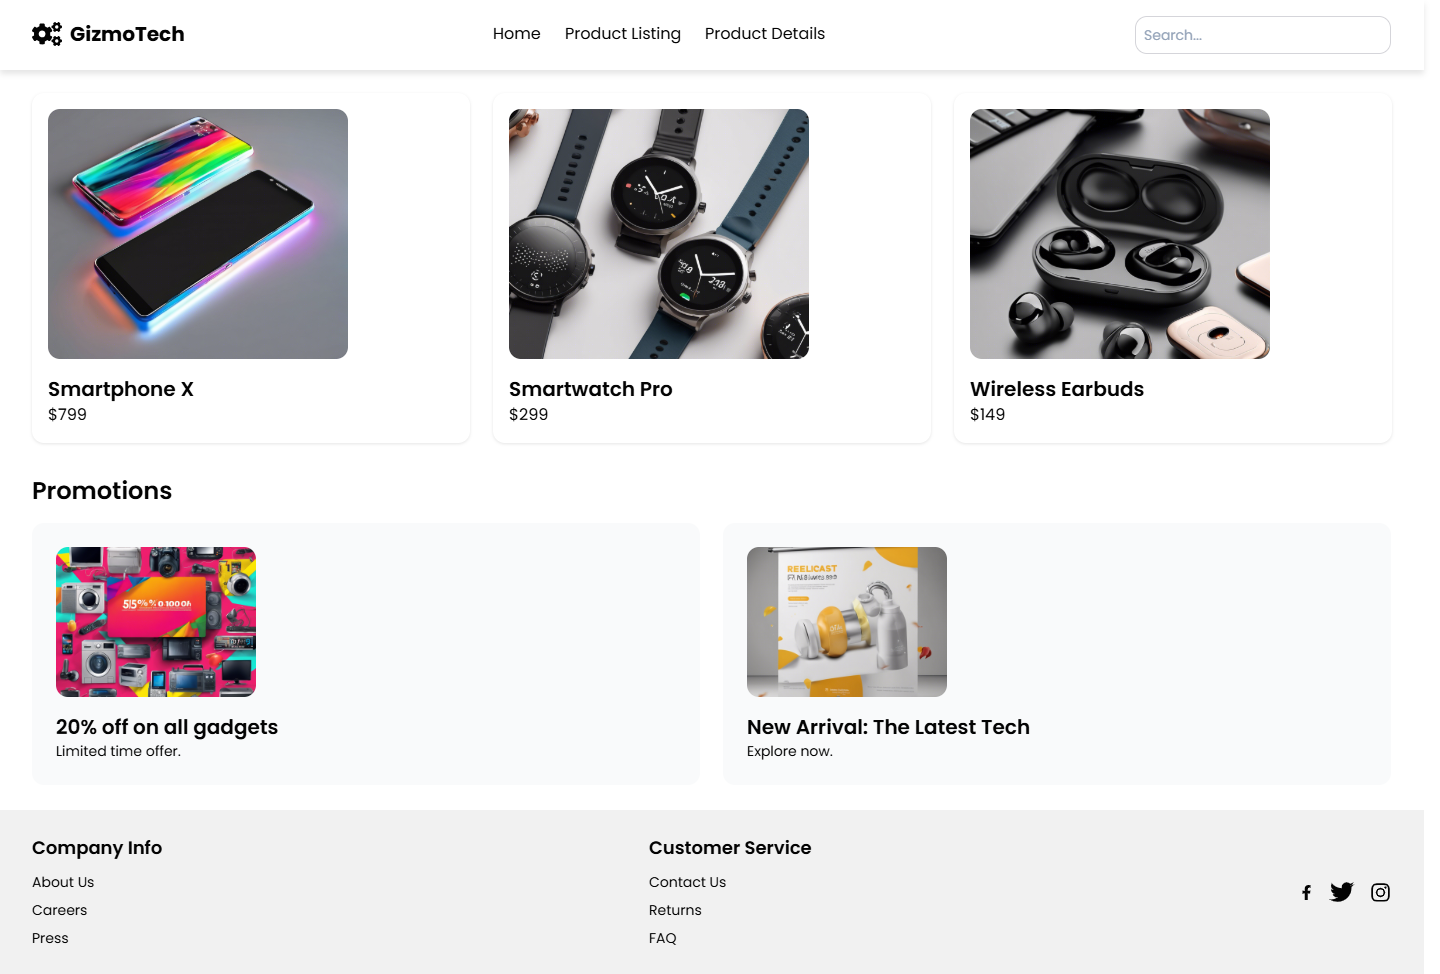 GizmoTech
Home
Product Listing
Product Details
Search...
Smartphone X
$799
Smartwatch Pro
$299
Wireless Earbuds
$149
Promotions
REELICAST
20% off on all gadgets
Limited time offer.
New Arrival: The Latest Tech
Explore now.
Company Info
About Us
Careers
Press
Customer Service
Contact Us
Returns
FAQ